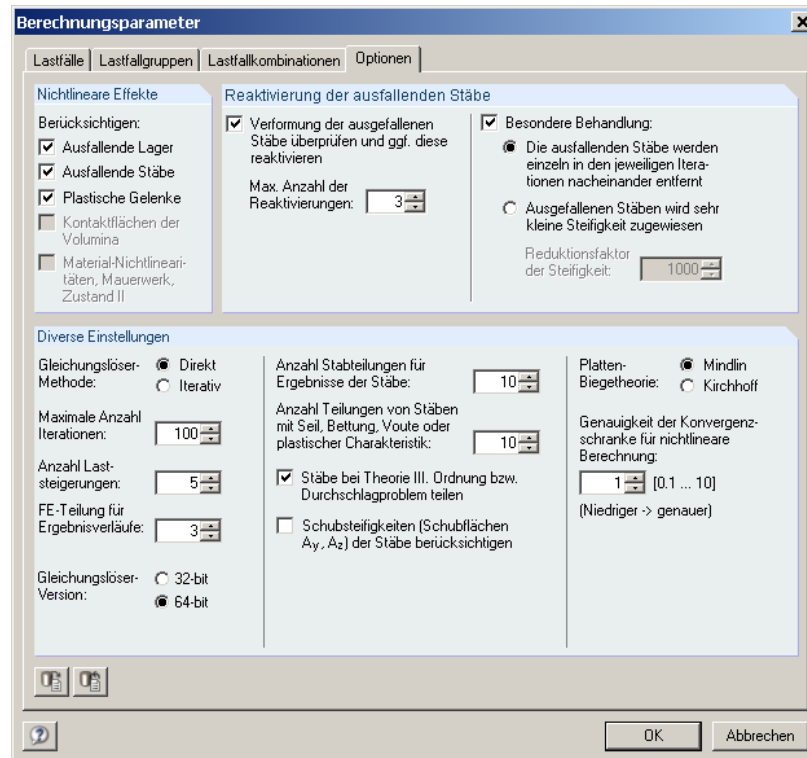 Berechnungsparameter
Lastfälle
Lastfallgruppen
Lastfallkombinationen
Optionen
Nichtlineare Effekte
Berücksichtigen:
Ausfallende Lager
Ausfallende Stäbe
Plastische Gelenke
Kontaktflächen der
Volumina
Material-Nichtlineari-
täten, Mauerwerk,
Zustand II
Reaktivierung der ausfallenden Stäbe
Verformung der ausgefallenen
Stäbe überprüfen und ggf. diese
reaktivieren
Max. Anzahl der
Reaktivierungen:
3
Besondere Behandlung:
Die ausfallenden Stäbe werden
einzeln in den jeweiligen Itera-
tionen nacheinander entfernt
Ausgefallenen Stäben wird sehr
kleine Steifigkeit zugewiesen
Reduktionsfaktor
der Steifigkeit:
1000
Diverse Einstellungen
Gleichungslöser-
Methode:
Direkt
Iterativ
Maximale Anzahl
Iterationen:
100
Anzahl Last-
steigerungen:
5
FE-Teilung für
Ergebnisverläufe:
3
Gleichungslöser-
Version:
32-bit
64-bit
Anzahl Stabteilungen für
Ergebnisse der Stäbe:
10
Anzahl Teilungen von Stäben
mit Seil, Bettung, Voute oder
plastischer Charakteristik:
10
Stäbe bei Theorie III. Ordnung bzw.
Durchschlagproblem teilen
Schubsteifigkeiten (Schubflächen
Ay, Az) der Stäbe berücksichtigen
Platten-
Biegetheorie:
Mindlin
Kirchhoff
Genauigkeit der Konvergenz-
schranke für nichtlineare
Berechnung:
1 [0.1 ... 10]
(Niedriger -> genauer)
OK
Abbrechen